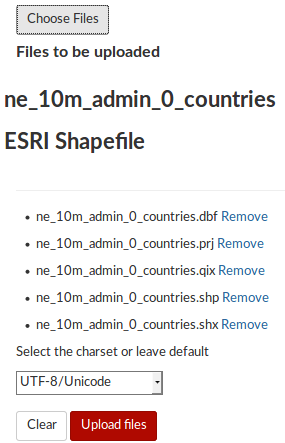 Choose Files
Files to be uploaded
ne_10m_admin_0_countries
ESRI Shapefile
ne_10m_admin_0_countries.dbf Remove
ne_10m_admin_0_countries.prj Remove
ne_10m_admin_0_countries.qix Remove
ne_10m_admin_0_countries.shp Remove
ne_10m_admin_0_countries.shx Remove
Select the charset or leave default
UTF-8/Unicode
Clear Upload files